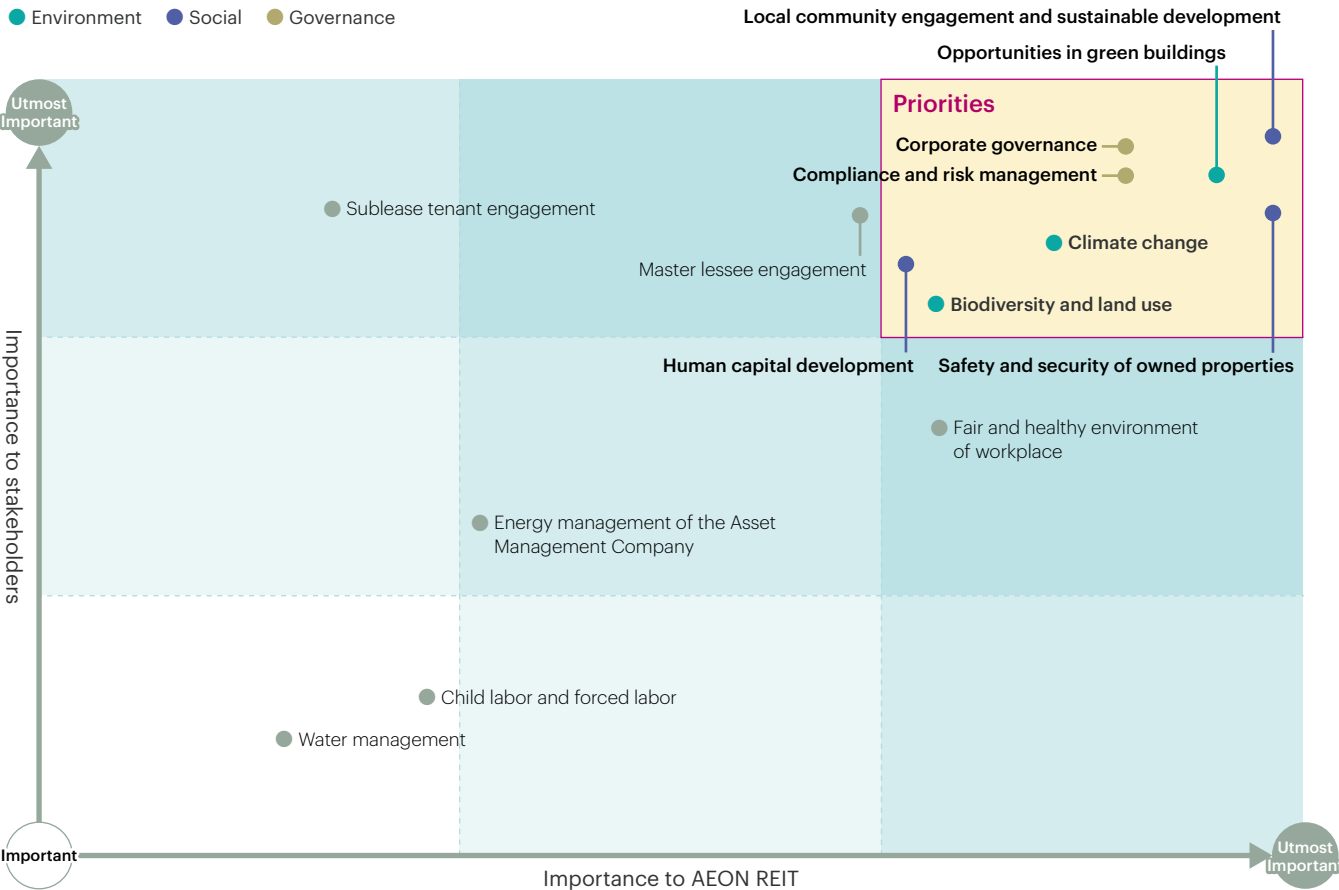 Environment
Social
Governance
Local community engagement and sustainable development
Opportunities in green buildings
Utmost
Important
Priorities
Corporate governance
Compliance and risk management
Sublease tenant engagement
Master lessee engagement
Climate change
Biodiversity and land use
Human capital development
Safety and security of owned properties
Importance to stakeholders
Fair and healthy environment
of workplace
Energy management of the Asset
Management Company
Child labor and forced labor
Water management
Important
Importance to AEON REIT
Utmost
Important